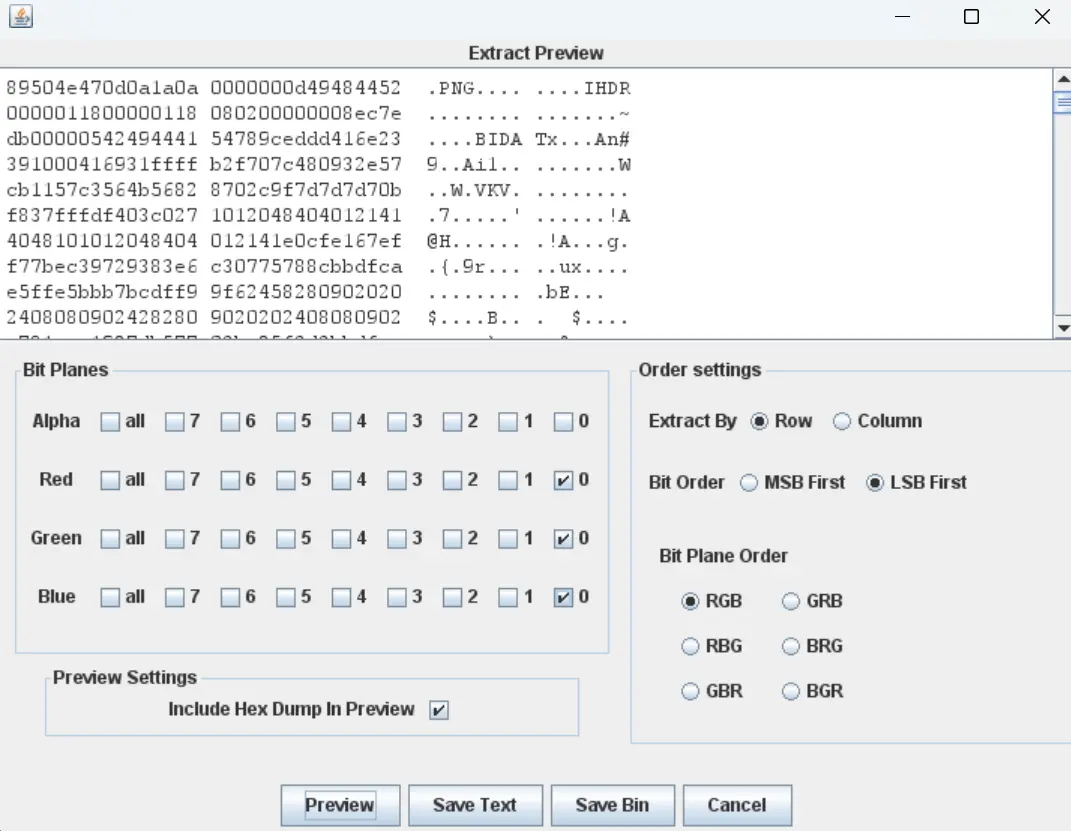 Extract Preview
89504e470d0a1a0a 0000000d49484452 .PNG.... ....IHDR
0000011800000118 080200000008ec7e ........ .......~
db00000542494441 54789ceddd416e23 ....BIDA Tx...An#
391000416931ffff b2f707c480932e57 9..Ail.. .......W
cb1157c3564b5682 8702c9f7d7d7d70b ..W.VKV. ........
f837fffdf403c027 1012048404012141 .7.....' ......!A
4048101012048404 012141e0cfe167ef @H...... .!A...g.
f77bec39729383e6 c30775788cbbdfca .{.9r... ..ux....
e5ffe5bbb7bcdff9 9f62458280902020 ........ .bE...
2408080902428280 9020202408080902 $....B.. . $....
Bit Planes
Alpha all 7 6 5 4 3 2 1 0
Red all 7 6 5 4 3 2 1 0
Green all 7 6 5 4 3 2 1 0
Blue all 7 6 5 4 3 2 1 0
Preview Settings
Include Hex Dump In Preview
Order settings
Extract By Row Column
Bit Order MSB First LSB First
Bit Plane Order
RGB GRB
RBG BRG
GBR BGR
Preview Save Text Save Bin Cancel